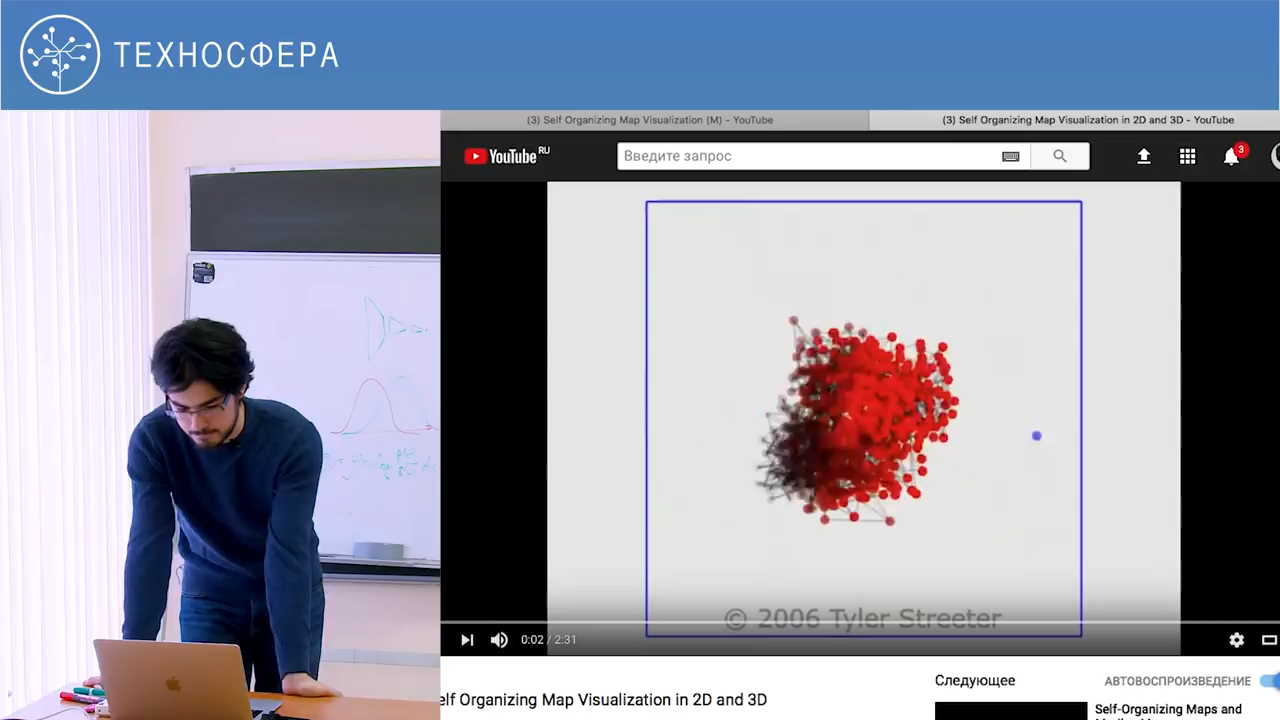 ТЕХНОСФЕРА
(3) Self Organizing Map Visualization (M) - YouTube
(3) Self Organizing Map Visualization in 2D and 3D - YouTube
YouTube RU
Введите запрос
3
© 2006 Tyler Streeter
0:02 / 2:31
elf Organizing Map Visualization in 2D and 3D
Следующее
АВТОВОСПРОИЗВЕДЕНИЕ
Self-Organizing Maps and